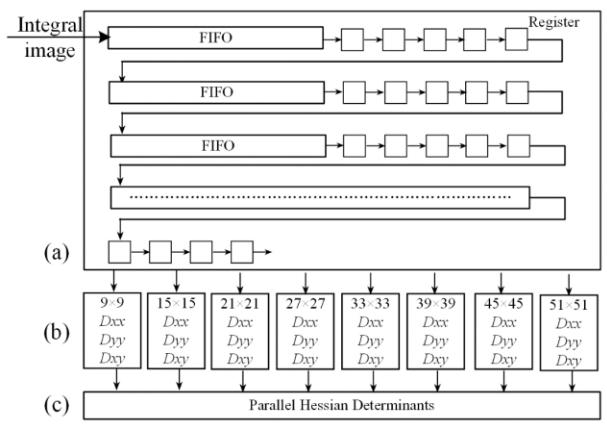 Integral
image
FIFO
Register
FIFO
FIFO
(a)
(b)
9×9 15×15 21×21 27×27 33×33 39×39 45×45 51×51
Dxx Dxx Dxx Dxx Dxx Dxx Dxx Dxx
Dyy Dyy Dyy Dyy Dyy Dyy Dyy Dyy
Dxy Dxy Dxy Dxy Dxy Dxy Dxy Dxy
(c)
Parallel Hessian Determinants